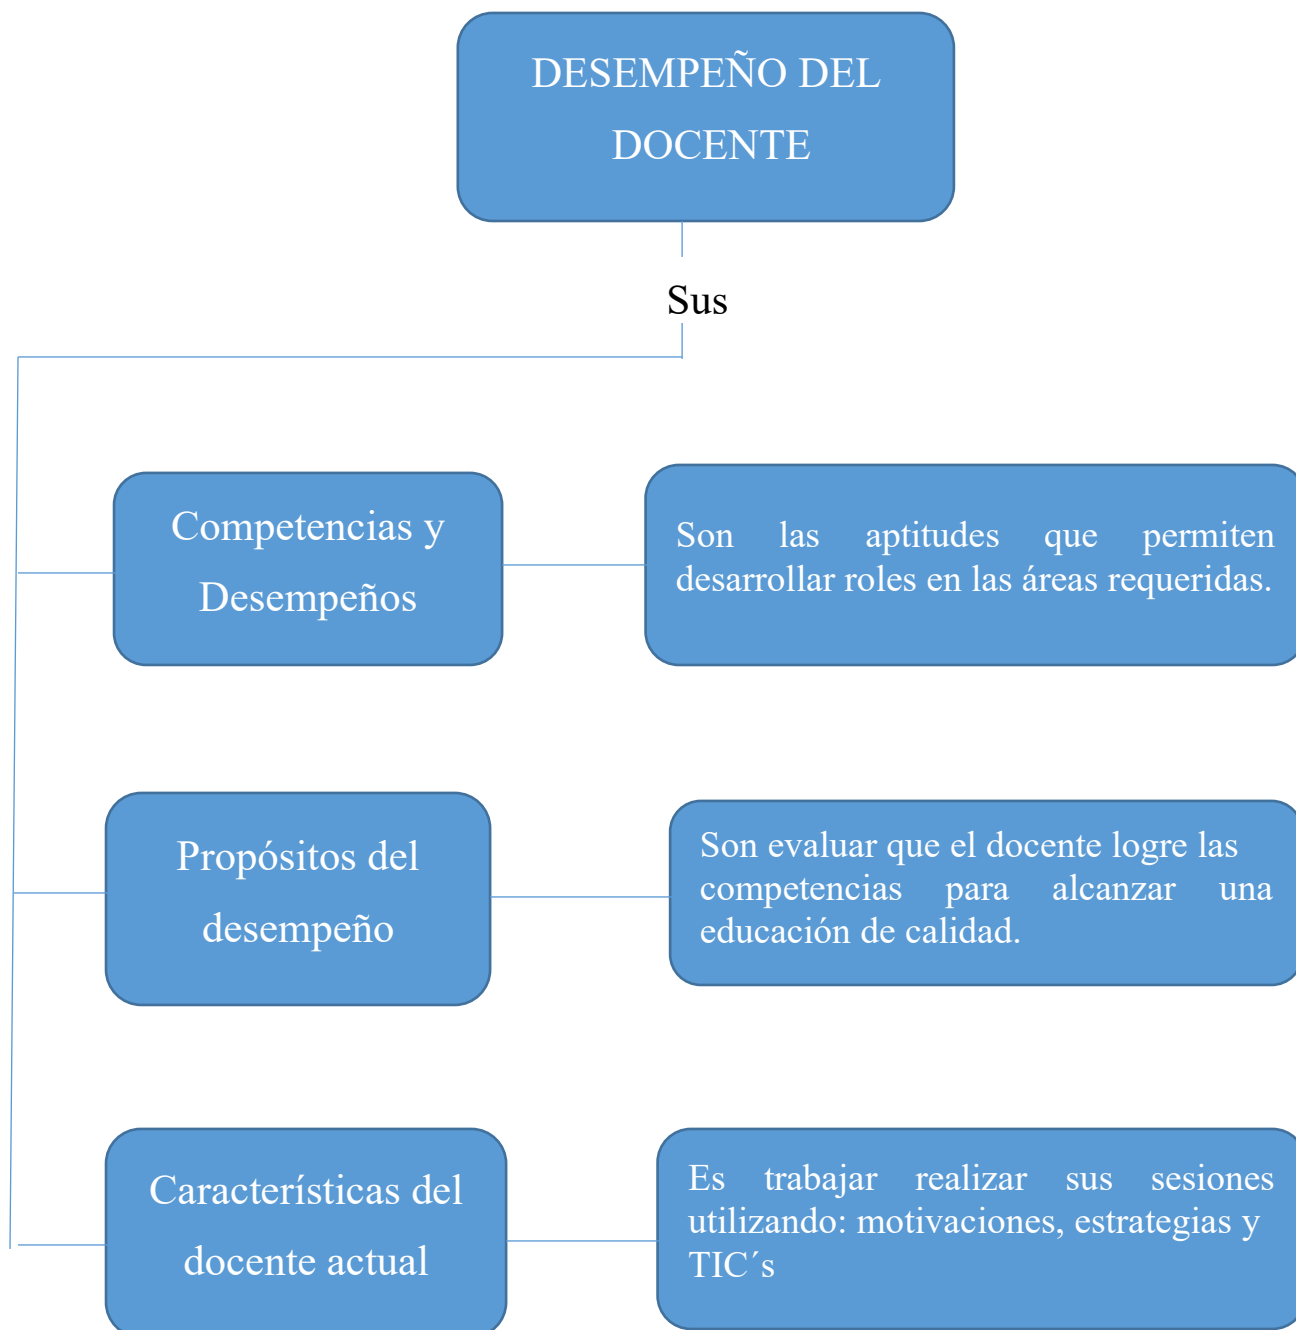 DESEMPEÑO DEL
DOCENTE
Sus
Competencias y
Desempeños
Son las aptitudes que permiten
desarrollar roles en las áreas requeridas.
Propósitos del
desempeño
Son evaluar que el docente logre las
competencias para alcanzar una
educación de calidad.
Características del
docente actual
Es trabajar realizar sus sesiones
utilizando: motivaciones, estrategias y
TIC´s